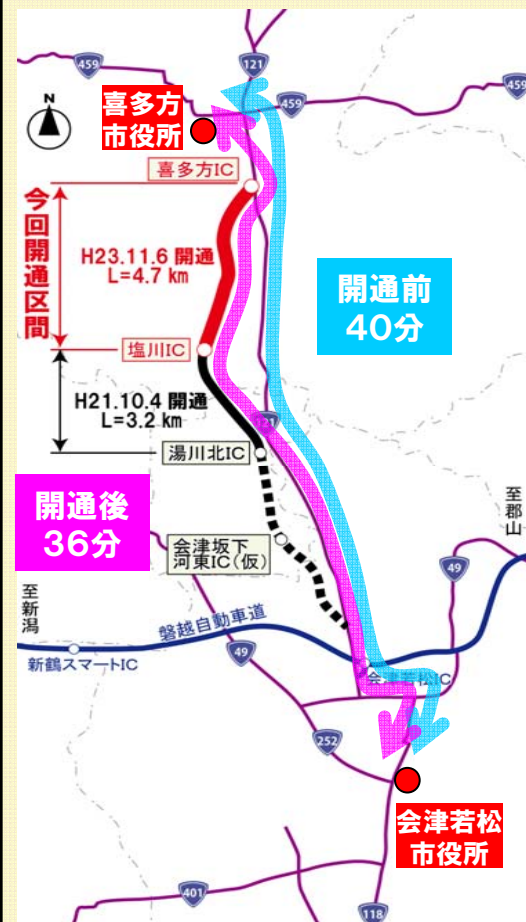 459
121
459
459
N
喜多方
市役所
喜多方IC
今回開通区間
H23.11.6 開通
L=4.7 km
開通前
40分
塩川IC
H21.10.4 開通
L=3.2 km
121
湯川北IC
開通後
36分
至郡山
会津坂下
河東IC(仮)
49
至新潟
磐越自動車道
49
新鶴スマートIC
会津若松IC
252
会津若松
市役所
401
118